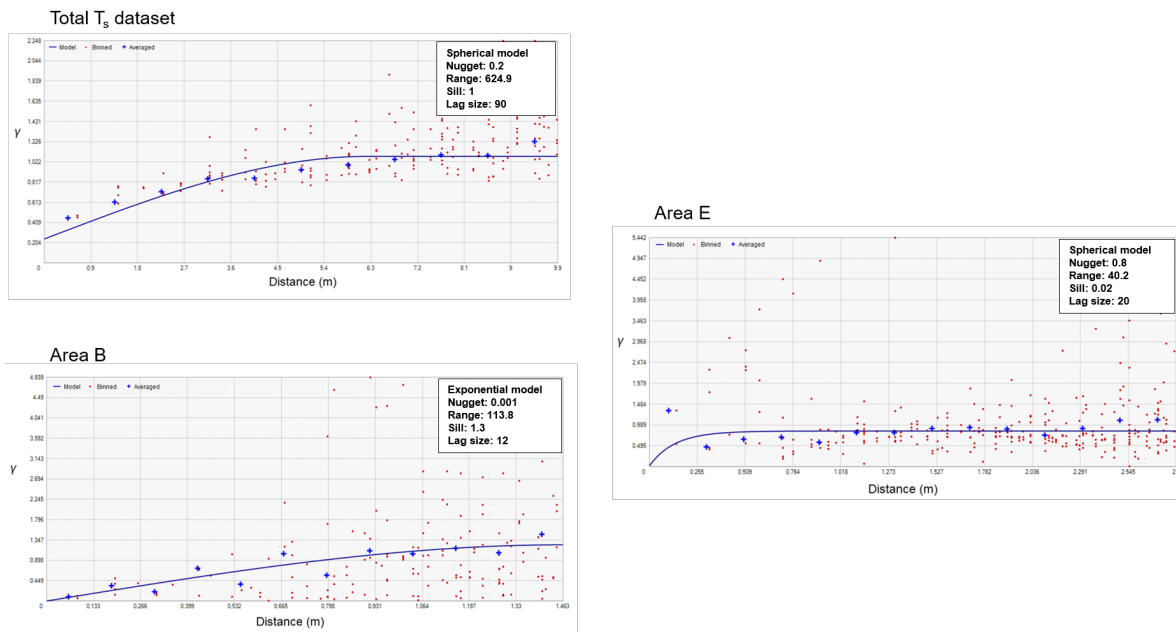 Total Ts dataset
2.248
2.044
1.839
1.635
1.431
1.226
1.022
0.817
0.613
0.409
0.204
γ
Model Binned Averaged
Spherical model
Nugget: 0.2
Range: 624.9
Sill: 1
Lag size: 90
0 0.9 1.8 2.7 3.6 4.5 5.4 6.3 7.2 8.1 9 9.9
Distance (m)
Area E
5.442
4.947
4.452
3.958
3.463
2.968
2.474
1.979
1.484
0.989
0.495
γ
Model Binned Averaged
Spherical model
Nugget: 0.8
Range: 40.2
Sill: 0.02
Lag size: 20
0 0.255 0.509 0.764 1.018 1.273 1.527 1.782 2.036 2.291 2.545
Distance (m)
Area B
4.939
4.49
4.041
3.592
3.143
2.694
2.245
1.796
1.347
0.898
0.449
0
γ
Model Binned Averaged
Exponential model
Nugget: 0.001
Range: 113.8
Sill: 1.3
Lag size: 12
0 0.133 0.266 0.399 0.532 0.665 0.798 0.931 1.064 1.197 1.33 1.463
Distance (m)